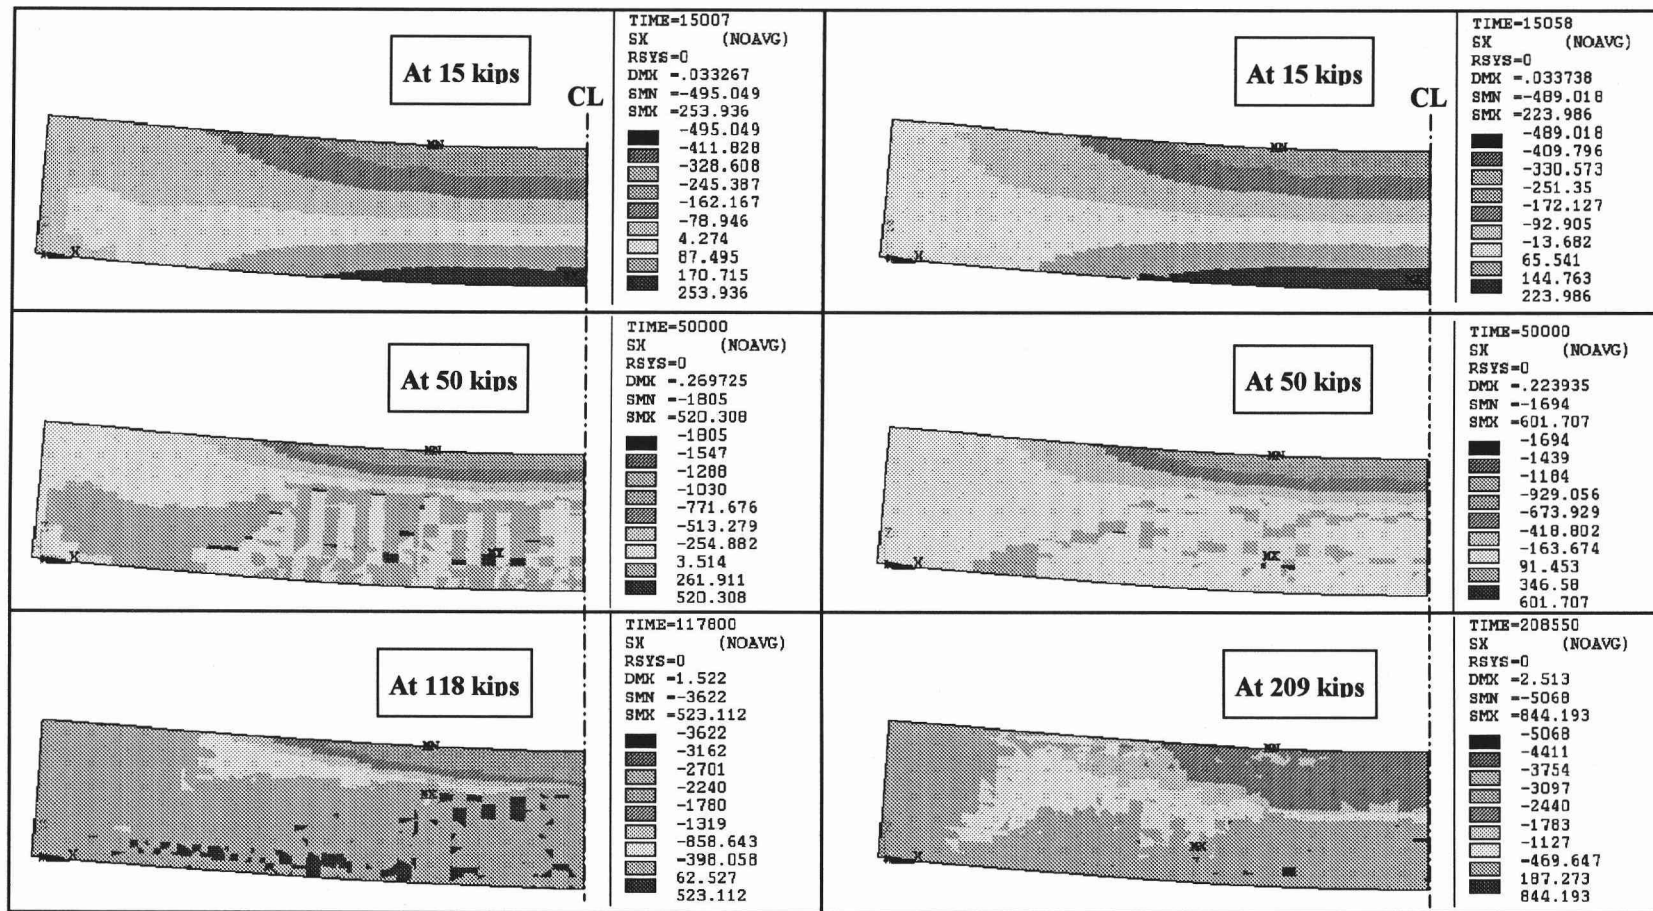 At 15 kips
CL
MN
Z
X
TIME=15007
SX (NOAVG)
RSYS=0
DMX =.033267
SMN =-495.049
SMX =253.936
-495.049
-411.828
-328.608
-245.387
-162.167
-78.946
4.274
87.495
170.715
253.936
At 15 kips
CL
MN
Z
X
TIME=15058
SX (NOAVG)
RSYS=0
DMX =.033738
SMN =-489.018
SMX =223.986
-489.018
-409.796
-330.573
-251.35
-172.127
-92.905
-13.682
65.541
144.763
223.986
At 50 kips
MN
Z
X
MX
TIME=50000
SX (NOAVG)
RSYS=0
DMX =.269725
SMN =-1805
SMX =520.308
-1805
-1547
-1288
-1030
-771.676
-513.279
-254.882
3.514
261.911
520.308
At 50 kips
MN
Z
X
MX
TIME=50000
SX (NOAVG)
RSYS=0
DMX =.223935
SMN =-1694
SMX =601.707
-1694
-1439
-1184
-929.056
-673.929
-418.802
-163.674
91.453
346.58
601.707
At 118 kips
MN
MX
X
TIME=117800
SX (NOAVG)
RSYS=0
DMX =1.522
SMN =-3622
SMX =523.112
-3622
-3162
-2701
-2240
-1780
-1319
-858.643
-398.058
62.527
523.112
At 209 kips
MN
MX
X
TIME=208550
SX (NOAVG)
RSYS=0
DMX =2.513
SMN =-5068
SMX =844.193
-5068
-4411
-3754
-3097
-2440
-1783
-1127
-469.647
187.273
844.193